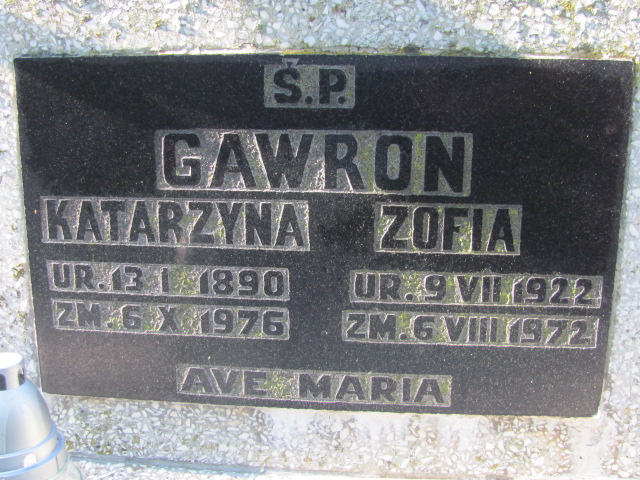 Ś.P.
GAWRON
KATARZYNA ZOFIA
UR. 13 I 1890 UR. 9 VII 1922
ZM. 6 X 1976 ZM. 6 VIII 1972
AVE MARIA